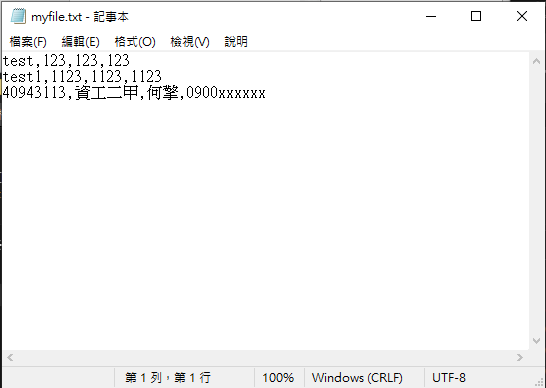 myfile.txt - 記事本
檔案(F) 編輯(E) 格式(O) 檢視(V) 說明
test,123,123,123
test1,1123,1123,1123
40943113,資工二甲,何擎,0900xxxxxx
第 1 列，第 1 行 100% Windows (CRLF) UTF-8